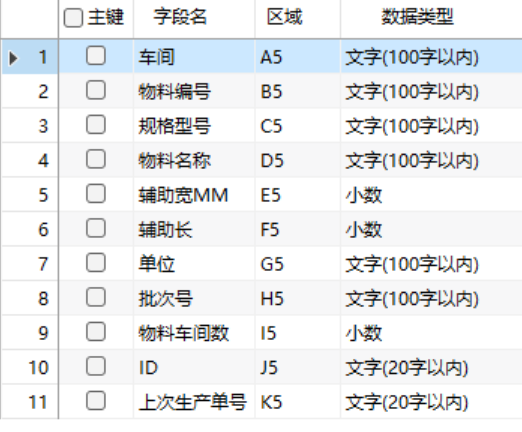 主键 字段名 区域 数据类型
1 车间 A5 文字(100字以内)
2 物料编号 B5 文字(100字以内)
3 规格型号 C5 文字(100字以内)
4 物料名称 D5 文字(100字以内)
5 辅助宽MM E5 小数
6 辅助长 F5 小数
7 单位 G5 文字(100字以内)
8 批次号 H5 文字(100字以内)
9 物料车间数 I5 小数
10 ID J5 文字(20字以内)
11 上次生产单号 K5 文字(20字以内)